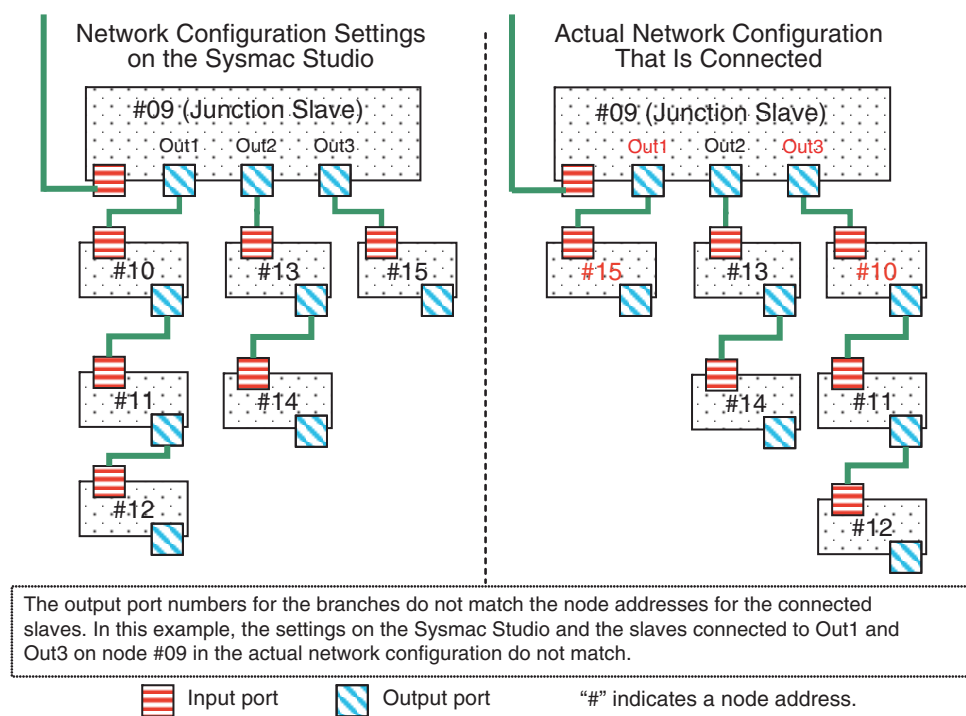 Network Configuration Settings
on the Sysmac Studio
#09 (Junction Slave)
Out1 Out2 Out3
#10 #13 #15
#11 #14
#12
Actual Network Configuration
That Is Connected
#09 (Junction Slave)
Out1 Out2 Out3
#15 #13 #10
#14 #11
#12
The output port numbers for the branches do not match the node addresses for the connected
slaves. In this example, the settings on the Sysmac Studio and the slaves connected to Out1 and
Out3 on node #09 in the actual network configuration do not match.
Input port Output port “#” indicates a node address.